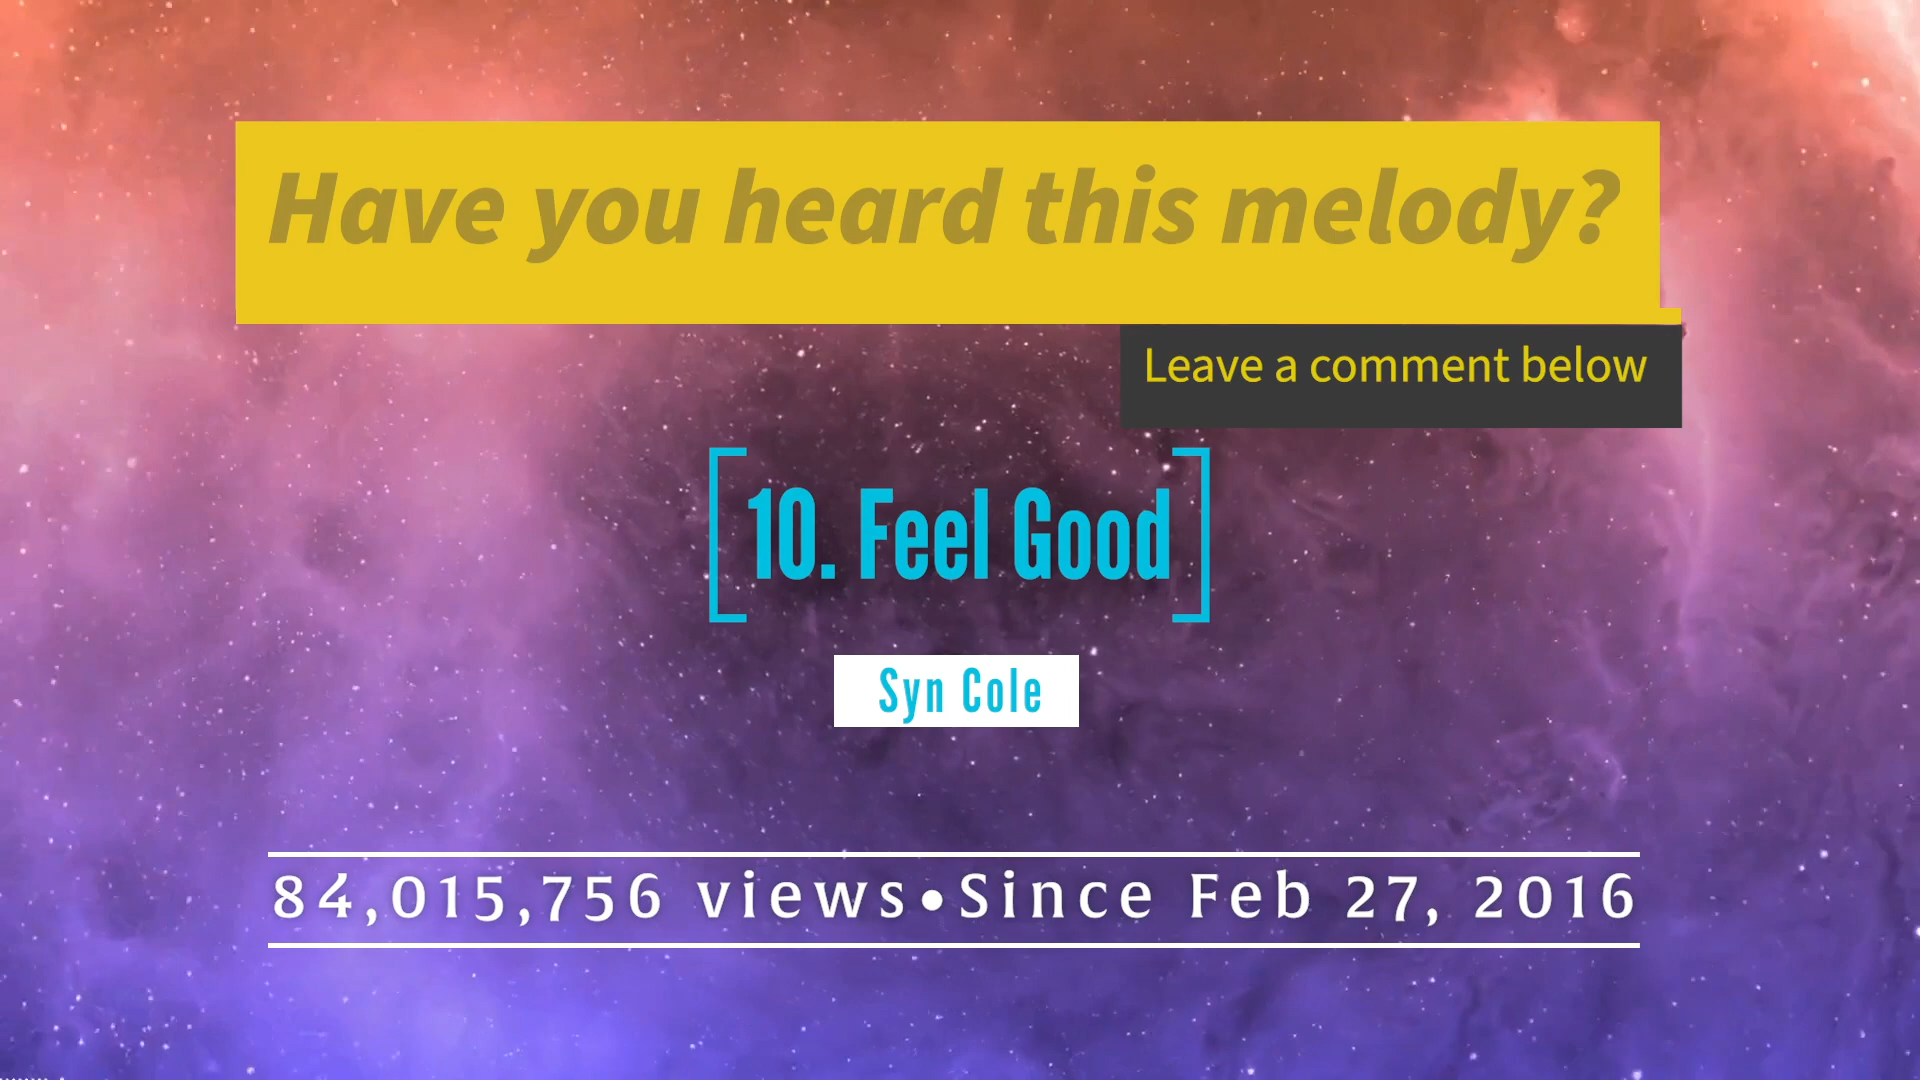 Have you heard this melody?
Leave a comment below
[10. Feel Good]
Syn Cole
84,015,756 views•Since Feb 27, 2016